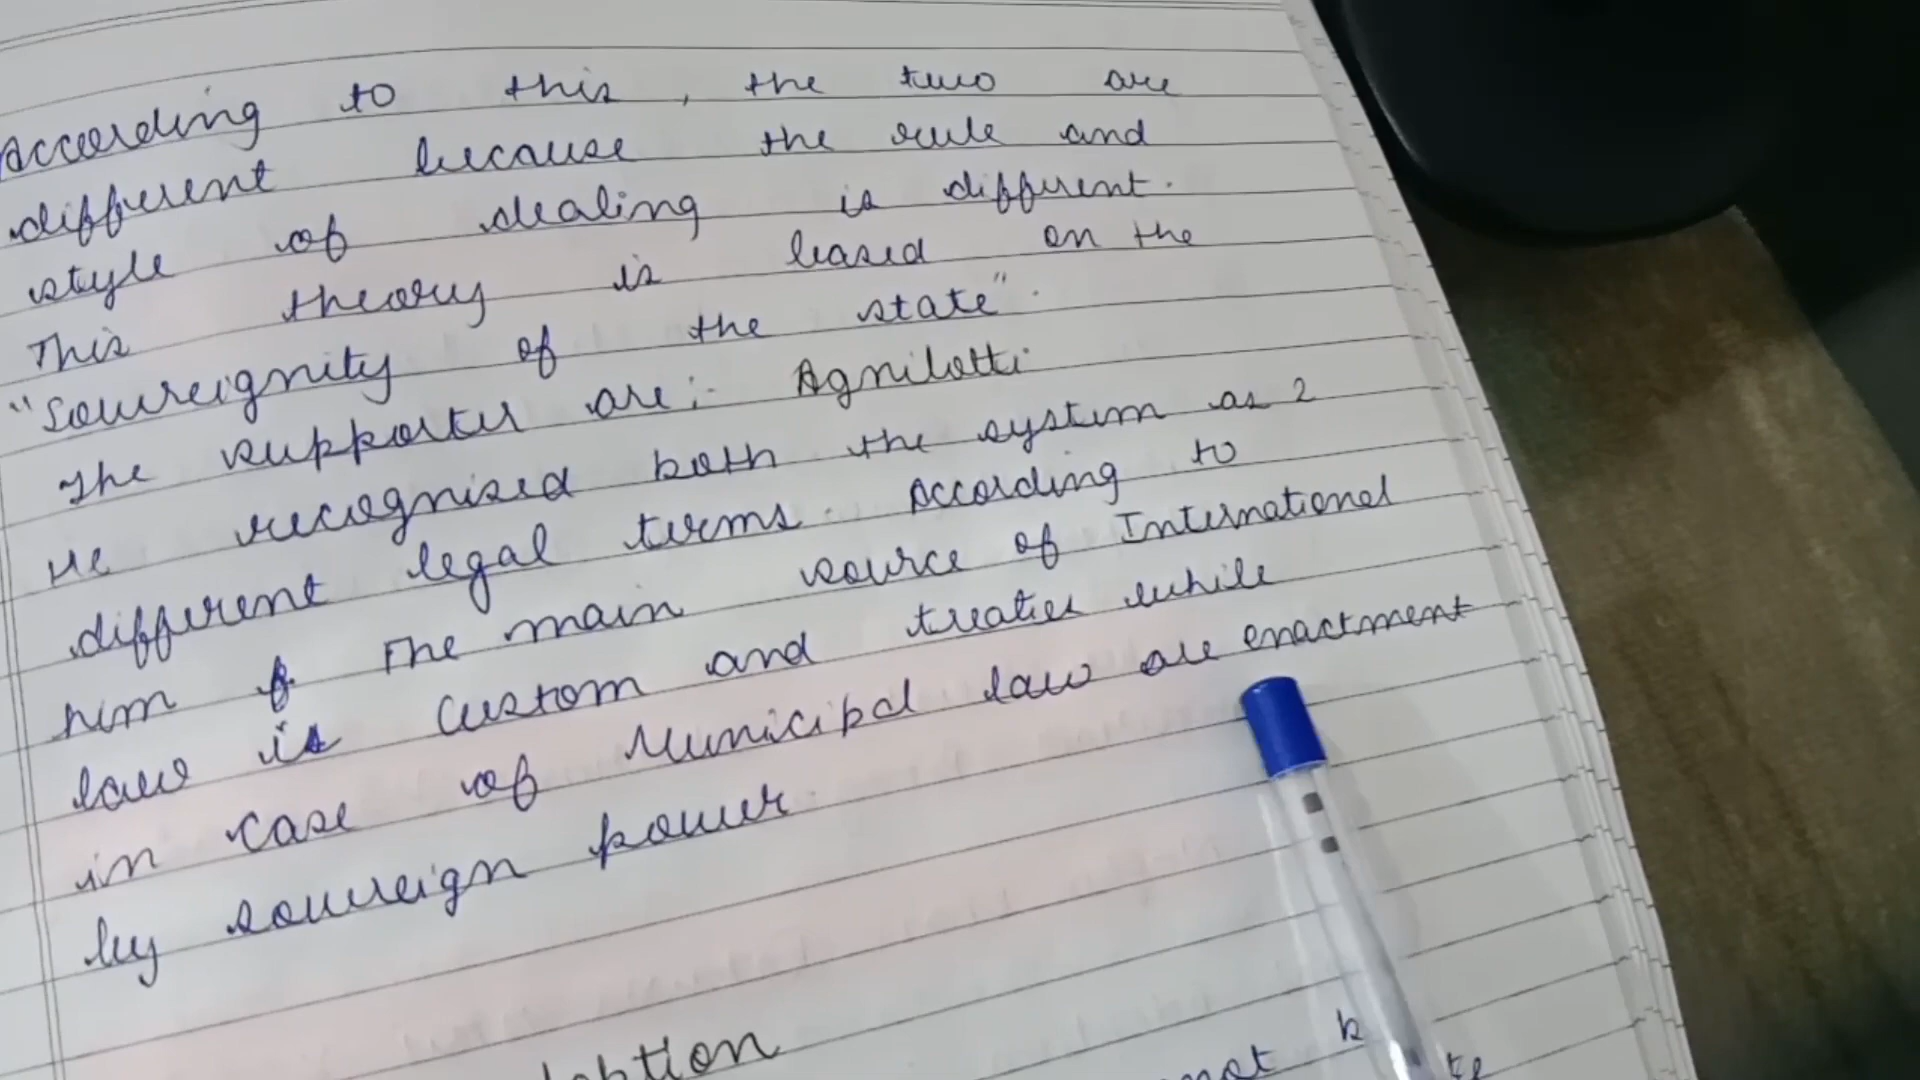 According to this, the two are
different because the rule and
style of dealing is different.
This theory is based on the
"Sovereignity of the state".
The supporter are:- Agnilotti
He recognised both the system as 2
different legal terms. According to
him The main source of International
law is custom and treaties while
in case of Municipal law are enactment
by sovereign power
not